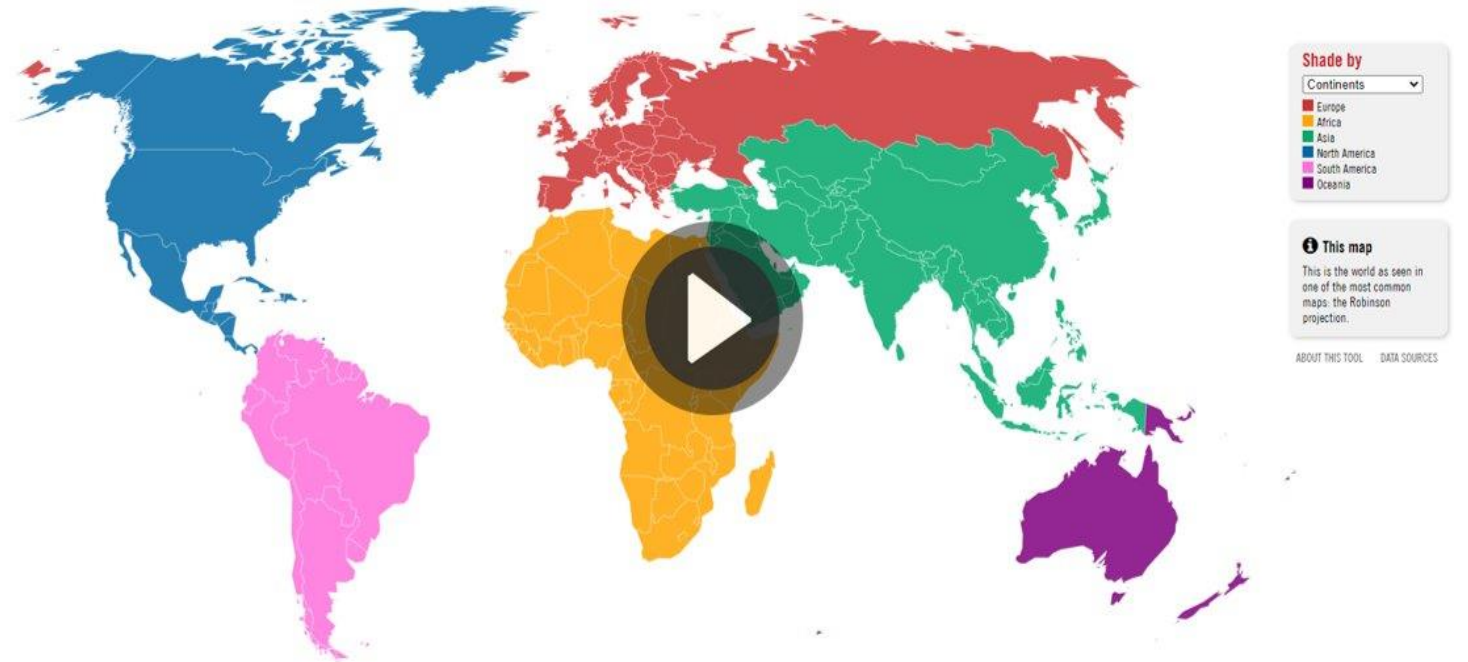 Shade by
Continents
Europe
Africa
Asia
North America
South America
Oceania
This map
This is the world as seen in
one of the most common
maps: the Robinson
projection.
ABOUT THIS TOOL DATA SOURCES